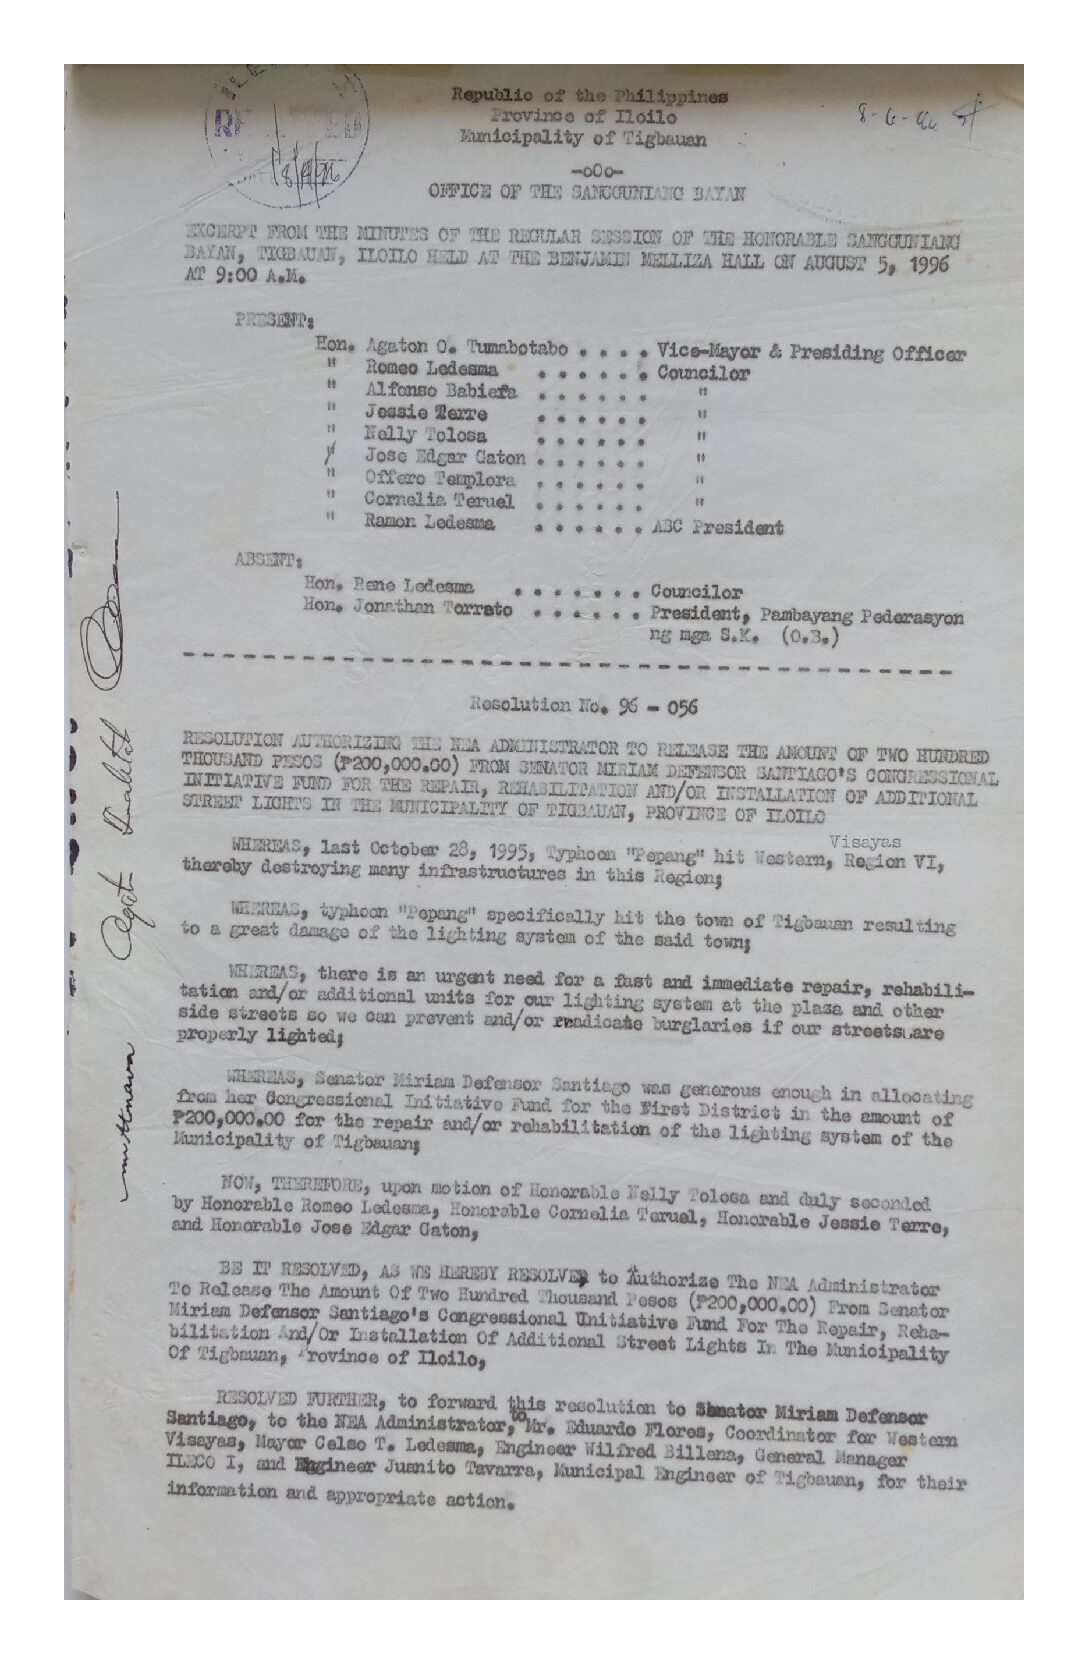 RECEIVED
8/9/96
8-6-96
Republic of the Philippines
Province of Iloilo
Municipality of Tigbauan
-oOo-
OFFICE OF THE SANGGUNIANG BAYAN
EXCERPT FROM THE MINUTES OF THE REGULAR SESSION OF THE HONORABLE SANGGUNIANG
BAYAN, TIGBAUAN, ILOILO HELD AT THE BENJAMIN MELLIZA HALL ON AUGUST 5, 1996
AT 9:00 A.M.
PRESENT:
Hon. Agaton O. Tumabotabo . . . . Vice-Mayor & Presiding Officer
" Romeo Ledesma . . . . . . Councilor
" Alfonso Babiera . . . . . . "
" Jessie Terre . . . . . . "
" Nelly Tolosa . . . . . . "
" Jose Edgar Gaton . . . . . . "
" Offero Templora . . . . . . "
" Cornelia Teruel . . . . . . "
" Ramon Ledesma . . . . . . ABC President
ABSENT:
Hon. Rene Ledesma . . . . . . . Councilor
Hon. Jonathan Torrato . . . . . . President, Pambayang Pederasyon
ng mga S.K. (O.B.)
Resolution No. 96 - 056
RESOLUTION AUTHORIZING THE NEA ADMINISTRATOR TO RELEASE THE AMOUNT OF TWO HUNDRED
THOUSAND PESOS (₱200,000.00) FROM SENATOR MIRIAM DEFENSOR SANTIAGO'S CONGRESSIONAL
INITIATIVE FUND FOR THE REPAIR, REHABILITATION AND/OR INSTALLATION OF ADDITIONAL
STREET LIGHTS IN THE MUNICIPALITY OF TIGBAUAN, PROVINCE OF ILOILO
WHEREAS, last October 28, 1995, Typhoon "Pepang" hit Western, Visayas Region VI,
thereby destroying many infrastructures in this Region;
WHEREAS, typhoon "Pepang" specifically hit the town of Tigbauan resulting
to a great damage of the lighting system of the said town;
WHEREAS, there is an urgent need for a fast and immediate repair, rehabili-
tation and/or additional units for our lighting system at the plaza and other
side streets so we can prevent and/or eradicate burglaries if our streets are
properly lighted;
WHEREAS, Senator Miriam Defensor Santiago was generous enough in allocating
from her Congressional Initiative Fund for the First District in the amount of
₱200,000.00 for the repair and/or rehabilitation of the lighting system of the
Municipality of Tigbauan;
NOW, THEREFORE, upon motion of Honorable Nelly Tolosa and duly seconded
by Honorable Romeo Ledesma, Honorable Cornelia Teruel, Honorable Jessie Terre,
and Honorable Jose Edgar Gaton,
BE IT RESOLVED, AS WE HEREBY RESOLVE, to Authorize The NEA Administrator
To Release The Amount Of Two Hundred Thousand Pesos (₱200,000.00) From Senator
Miriam Defensor Santiago's Congressional Initiative Fund For The Repair, Reha-
bilitation And/Or Installation Of Additional Street Lights In The Municipality
Of Tigbauan, Province of Iloilo,
RESOLVED FURTHER, to forward this resolution to Senator Miriam Defensor
Santiago, to the NEA Administrator, to Mr. Eduardo Flores, Coordinator for Western
Visayas, Mayor Celso T. Ledesma, Engineer Wilfred Billena, General Manager
ILECO I, and Engineer Juanito Tavarra, Municipal Engineer of Tigbauan, for their
information and appropriate action.